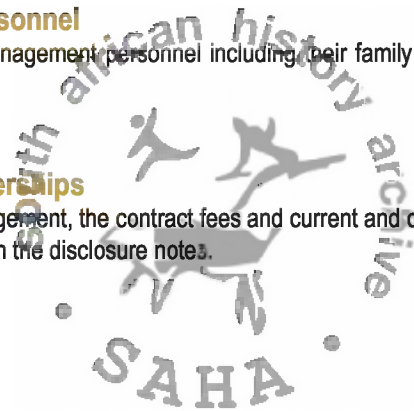 sonnel
nagement personnel including their family
erships
gement, the contract fees and current and c
n the disclosure notes.
south african history archive
SAHA